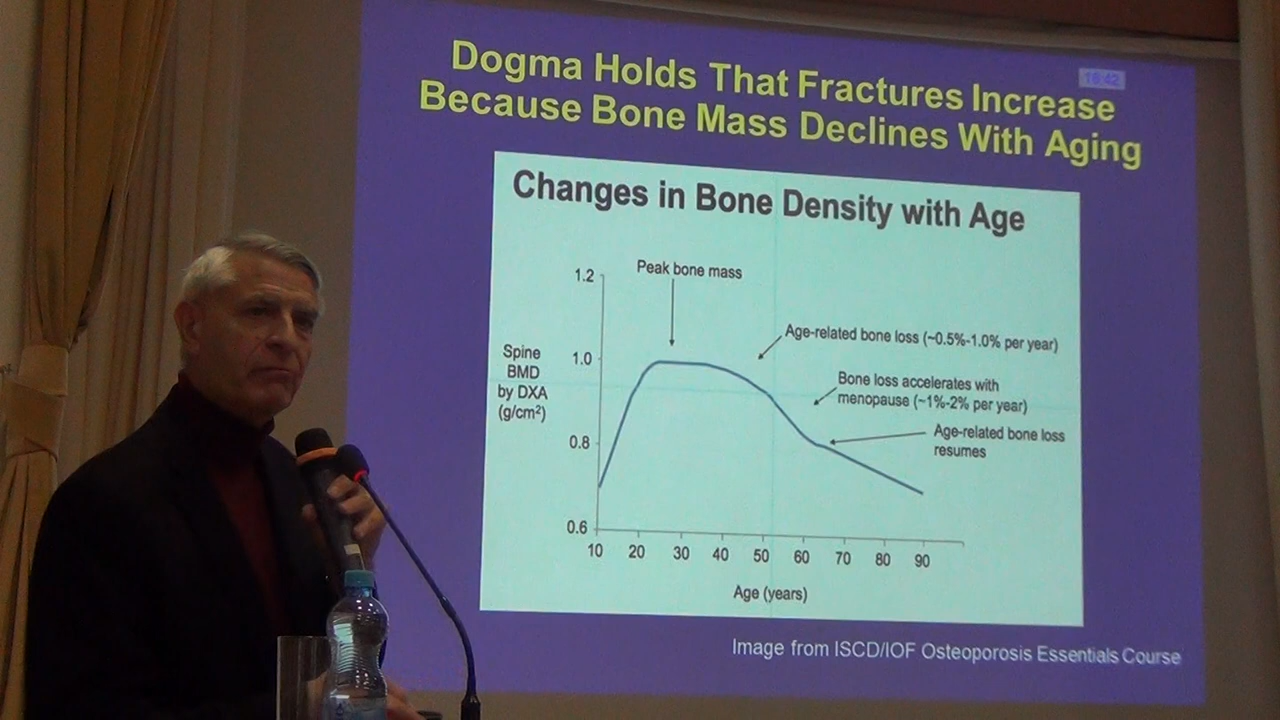 Dogma Holds That Fractures Increase
Because Bone Mass Declines With Aging
16:42
Changes in Bone Density with Age
Peak bone mass
1.2
Age-related bone loss (~0.5%-1.0% per year)
Spine
BMD
by DXA
(g/cm²)
1.0
Bone loss accelerates with
menopause (~1%-2% per year)
0.8
Age-related bone loss
resumes
0.6
10 20 30 40 50 60 70 80 90
Age (years)
Image from ISCD/IOF Osteoporosis Essentials Course